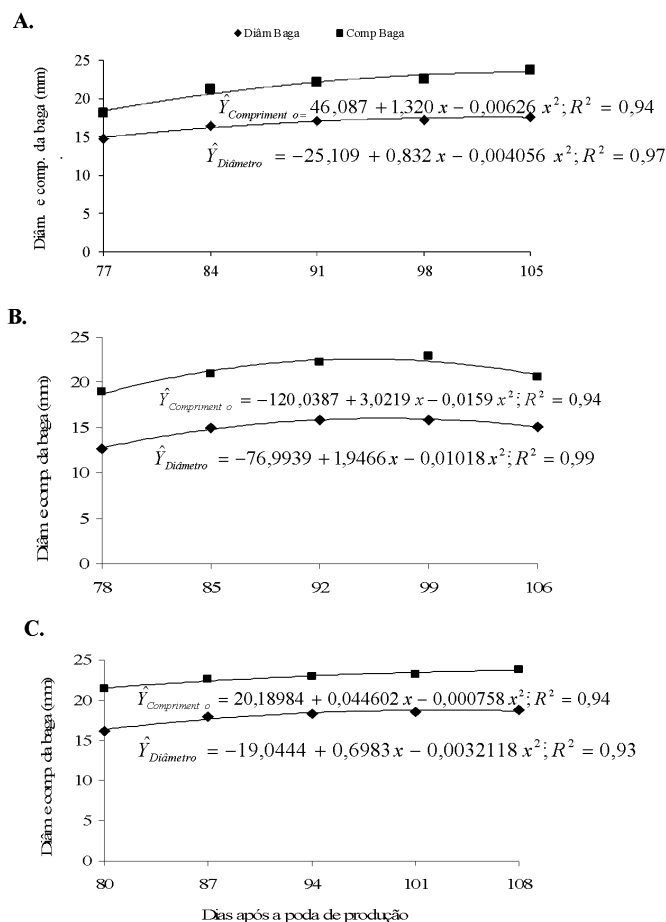 A.
Diâm Baga Comp Baga
Diâm. e comp. da baga (mm)
25
20
15
10
5
0
Ŷ Compriment o = 46,087 + 1,320 x − 0,00626 x²; R² = 0,94
Ŷ Diâmetro = −25,109 + 0,832 x − 0,004056 x²; R² = 0,97
77 84 91 98 105
B.
Diâm e comp. da baga (mm)
25
20
15
10
5
0
Ŷ Compriment o = −120,0387 + 3,0219 x − 0,0159 x²; R² = 0,94
Ŷ Diâmetro = −76,9939 + 1,9466 x − 0,01018 x²; R² = 0,99
78 85 92 99 106
C.
Diâm e comp. da baga (mm)
25
20
15
10
5
0
Ŷ Compriment o = 20,18984 + 0,044602 x − 0,000758 x²; R² = 0,94
Ŷ Diâmetro = −19,0444 + 0,6983 x − 0,0032118 x²; R² = 0,93
80 87 94 101 108
Dias após a poda de produção